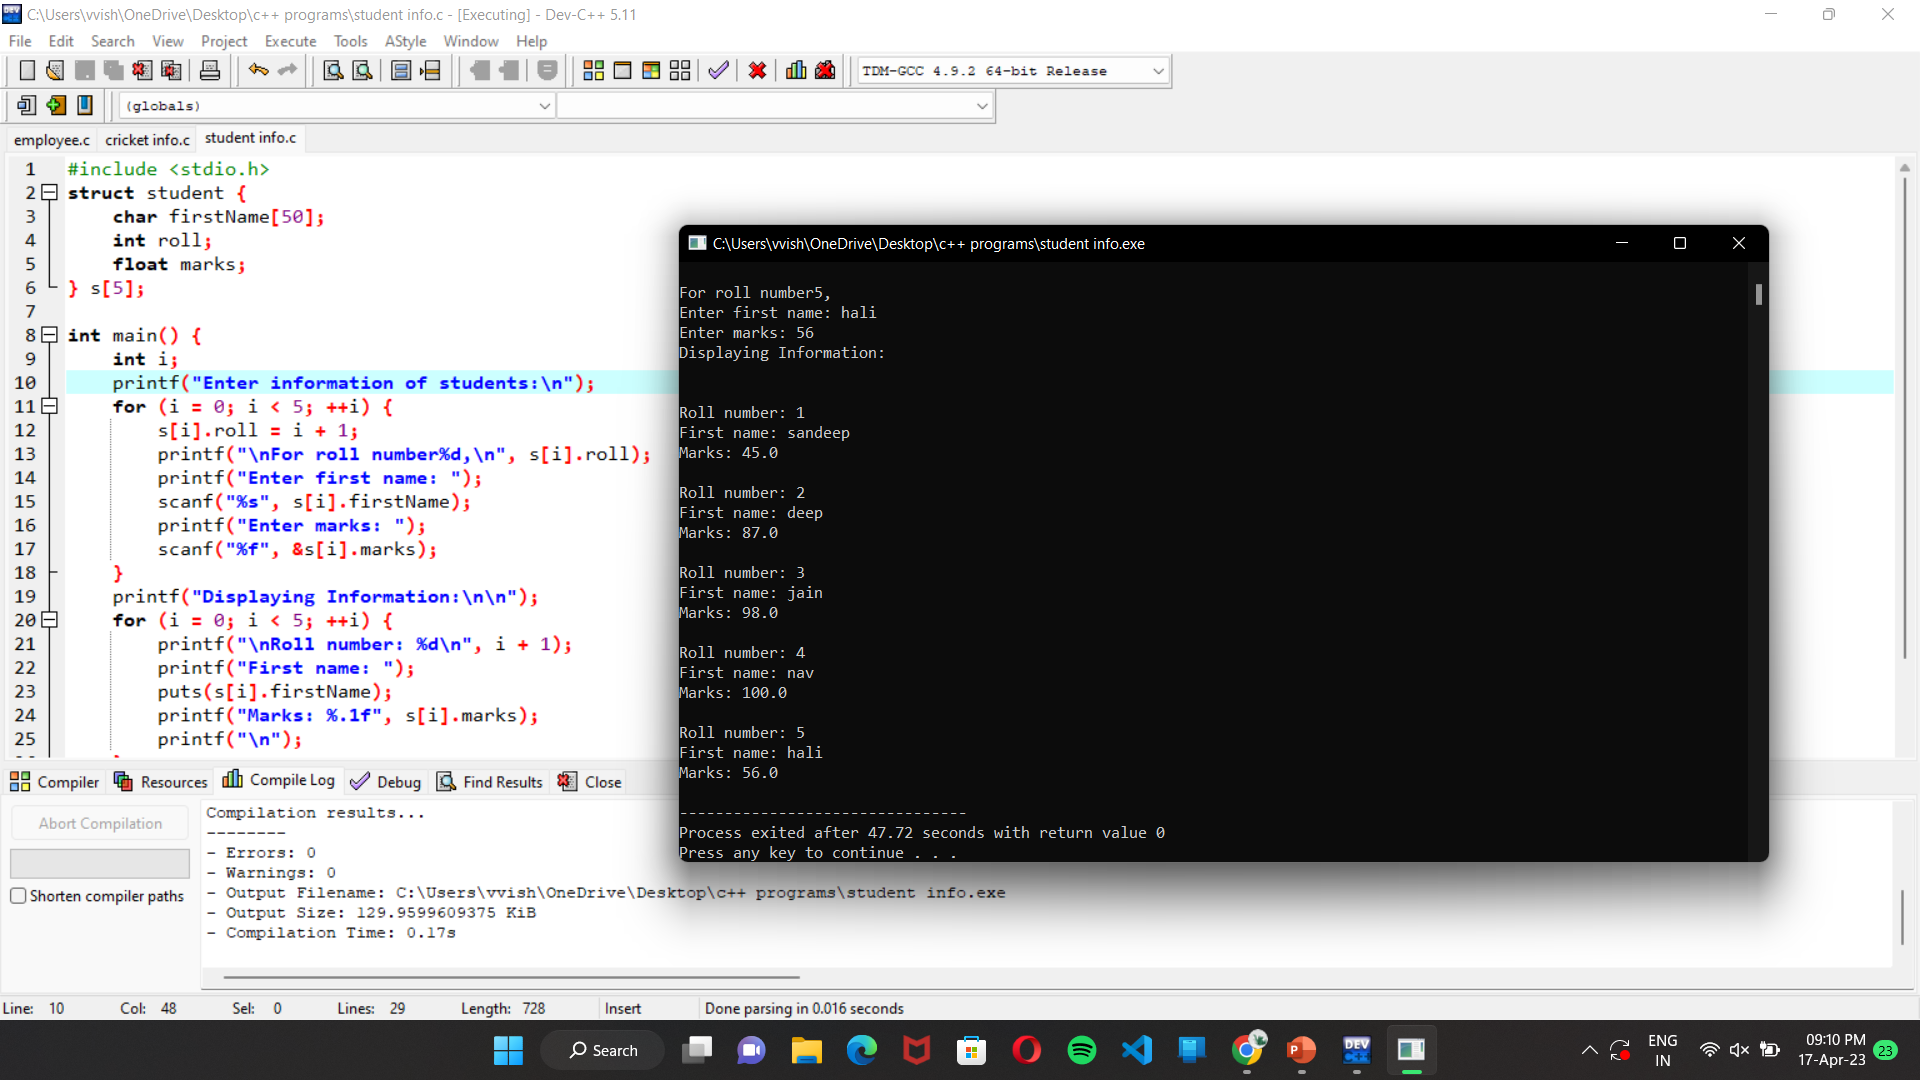 C:\Users\vvish\OneDrive\Desktop\c++ programs\student info.c - [Executing] - Dev-C++ 5.11
File Edit Search View Project Execute Tools AStyle Window Help
TDM-GCC 4.9.2 64-bit Release
(globals)
employee.c cricket info.c student info.c
1 #include <stdio.h>
2 struct student {
3 char firstName[50];
4 int roll;
5 float marks;
6 } s[5];
7
8 int main() {
9 int i;
10 printf("Enter information of students:\n");
11 for (i = 0; i < 5; ++i) {
12 s[i].roll = i + 1;
13 printf("\nFor roll number%d,\n", s[i].roll);
14 printf("Enter first name: ");
15 scanf("%s", s[i].firstName);
16 printf("Enter marks: ");
17 scanf("%f", &s[i].marks);
18 }
19 printf("Displaying Information:\n\n");
20 for (i = 0; i < 5; ++i) {
21 printf("\nRoll number: %d\n", i + 1);
22 printf("First name: ");
23 puts(s[i].firstName);
24 printf("Marks: %.1f", s[i].marks);
25 printf("\n");
C:\Users\vvish\OneDrive\Desktop\c++ programs\student info.exe
For roll number5,
Enter first name: hali
Enter marks: 56
Displaying Information:
Roll number: 1
First name: sandeep
Marks: 45.0
Roll number: 2
First name: deep
Marks: 87.0
Roll number: 3
First name: jain
Marks: 98.0
Roll number: 4
First name: nav
Marks: 100.0
Roll number: 5
First name: hali
Marks: 56.0
--------------------------------
Process exited after 47.72 seconds with return value 0
Press any key to continue . . .
Compiler Resources Compile Log Debug Find Results Close
Abort Compilation
Shorten compiler paths
Compilation results...
--------
- Errors: 0
- Warnings: 0
- Output Filename: C:\Users\vvish\OneDrive\Desktop\c++ programs\student info.exe
- Output Size: 129.9599609375 KiB
- Compilation Time: 0.17s
Line: 10 Col: 48 Sel: 0 Lines: 29 Length: 728 Insert Done parsing in 0.016 seconds
Search
DEV
C++
ENG
IN
09:10 PM
17-Apr-23
23